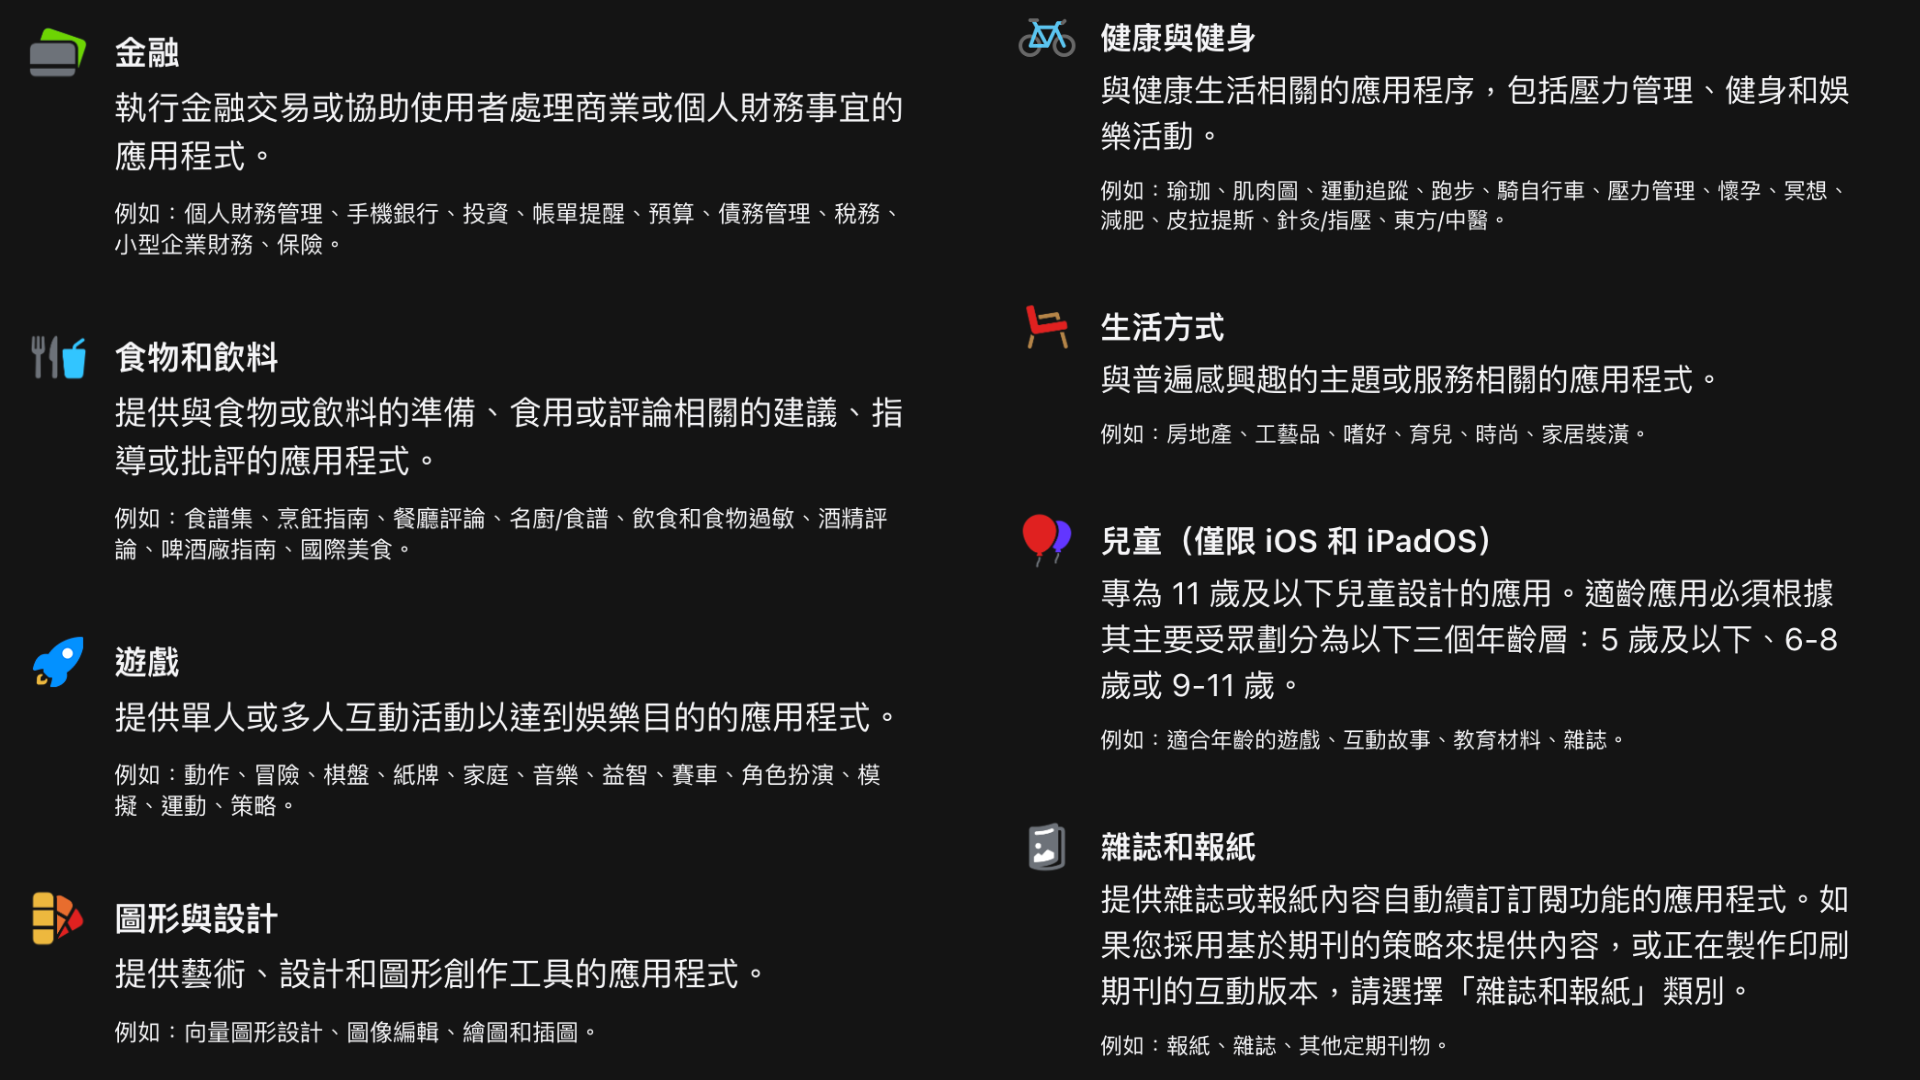 金融
執行金融交易或協助使用者處理商業或個人財務事宜的
應用程式。
例如：個人財務管理、手機銀行、投資、帳單提醒、預算、債務管理、稅務、
小型企業財務、保險。
食物和飲料
提供與食物或飲料的準備、食用或評論相關的建議、指
導或批評的應用程式。
例如：食譜集、烹飪指南、餐廳評論、名廚/食譜、飲食和食物過敏、酒精評
論、啤酒廠指南、國際美食。
遊戲
提供單人或多人互動活動以達到娛樂目的的應用程式。
例如：動作、冒險、棋盤、紙牌、家庭、音樂、益智、賽車、角色扮演、模
擬、運動、策略。
圖形與設計
提供藝術、設計和圖形創作工具的應用程式。
例如：向量圖形設計、圖像編輯、繪圖和插圖。
健康與健身
與健康生活相關的應用程序，包括壓力管理、健身和娛
樂活動。
例如：瑜珈、肌肉圖、運動追蹤、跑步、騎自行車、壓力管理、懷孕、冥想、
減肥、皮拉提斯、針灸/指壓、東方/中醫。
生活方式
與普遍感興趣的主題或服務相關的應用程式。
例如：房地產、工藝品、嗜好、育兒、時尚、家居裝潢。
兒童（僅限 iOS 和 iPadOS）
專為 11 歲及以下兒童設計的應用。適齡應用必須根據
其主要受眾劃分為以下三個年齡層：5 歲及以下、6-8
歲或 9-11 歲。
例如：適合年齡的遊戲、互動故事、教育材料、雜誌。
雜誌和報紙
提供雜誌或報紙內容自動續訂訂閱功能的應用程式。如
果您採用基於期刊的策略來提供內容，或正在製作印刷
期刊的互動版本，請選擇「雜誌和報紙」類別。
例如：報紙、雜誌、其他定期刊物。